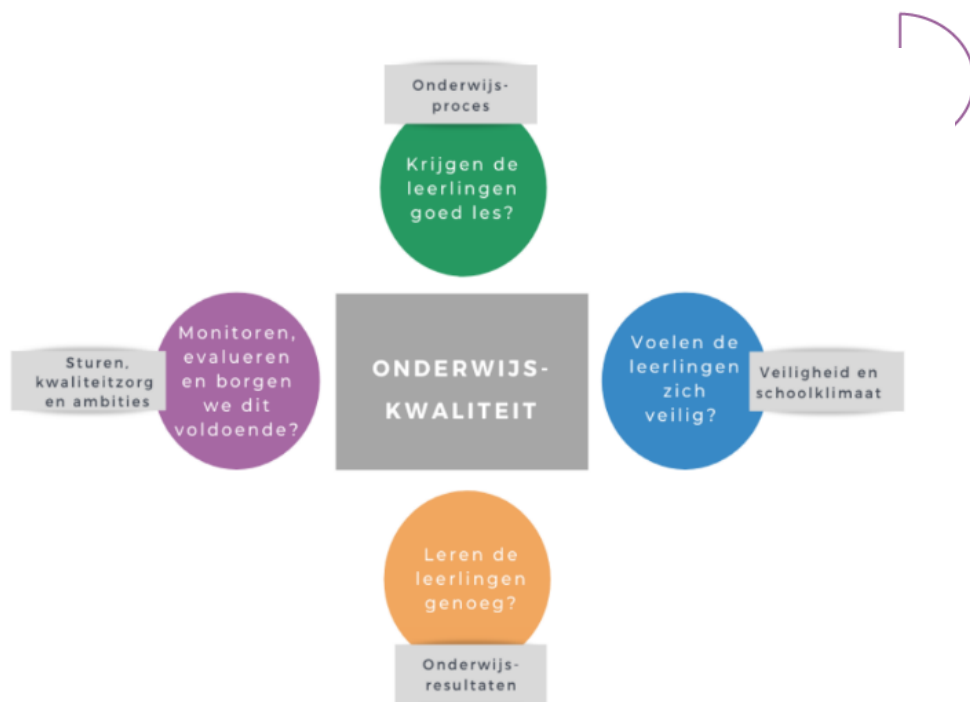 Onderwijs-
proces
Krijgen de
leerlingen
goed les?
Monitoren,
evalueren
en borgen
we dit
voldoende?
Sturen,
kwaliteitzorg
en ambities
ONDERWIJS-
KWALITEIT
Voelen de
leerlingen
zich
veilig?
Veiligheid en
schoolklimaat
Leren de
leerlingen
genoeg?
Onderwijs-
resultaten